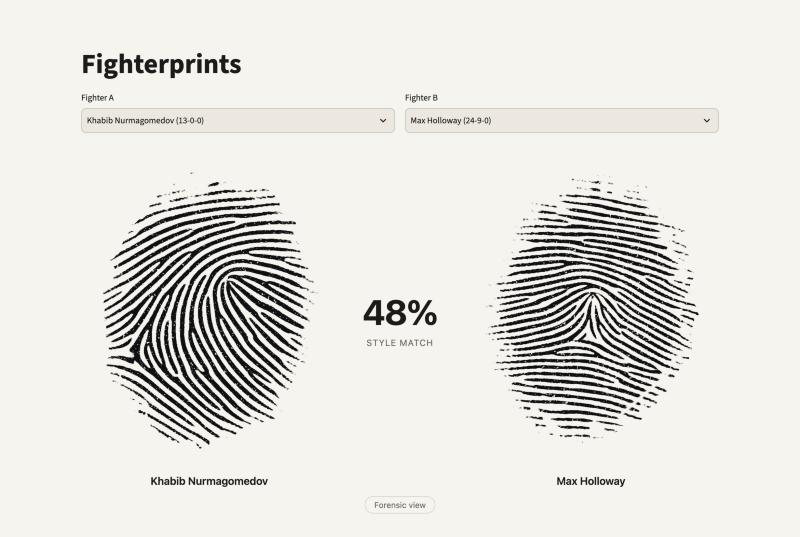 Fighterprints
Fighter A
Fighter B
Khabib Nurmagomedov (13-0-0)
Max Holloway (24-9-0)
48%
STYLE MATCH
Khabib Nurmagomedov
Max Holloway
Forensic view